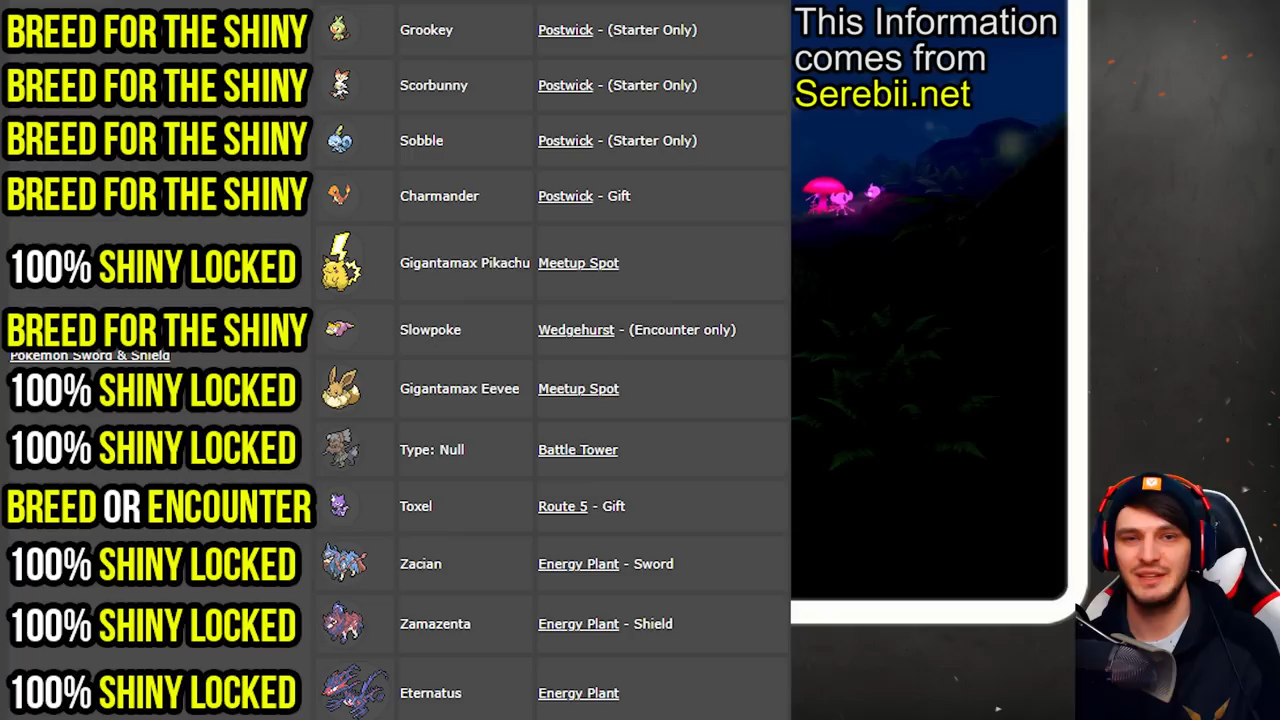 BREED FOR THE SHINY Grookey Postwick - (Starter Only)
BREED FOR THE SHINY Scorbunny Postwick - (Starter Only)
BREED FOR THE SHINY Sobble Postwick - (Starter Only)
BREED FOR THE SHINY Charmander Postwick - Gift
100% SHINY LOCKED Gigantamax Pikachu Meetup Spot
BREED FOR THE SHINY Slowpoke Wedgehurst - (Encounter only)
Pokémon Sword & Shield
100% SHINY LOCKED Gigantamax Eevee Meetup Spot
100% SHINY LOCKED Type: Null Battle Tower
BREED OR ENCOUNTER Toxel Route 5 - Gift
100% SHINY LOCKED Zacian Energy Plant - Sword
100% SHINY LOCKED Zamazenta Energy Plant - Shield
100% SHINY LOCKED Eternatus Energy Plant
This Information
comes from
Serebii.net